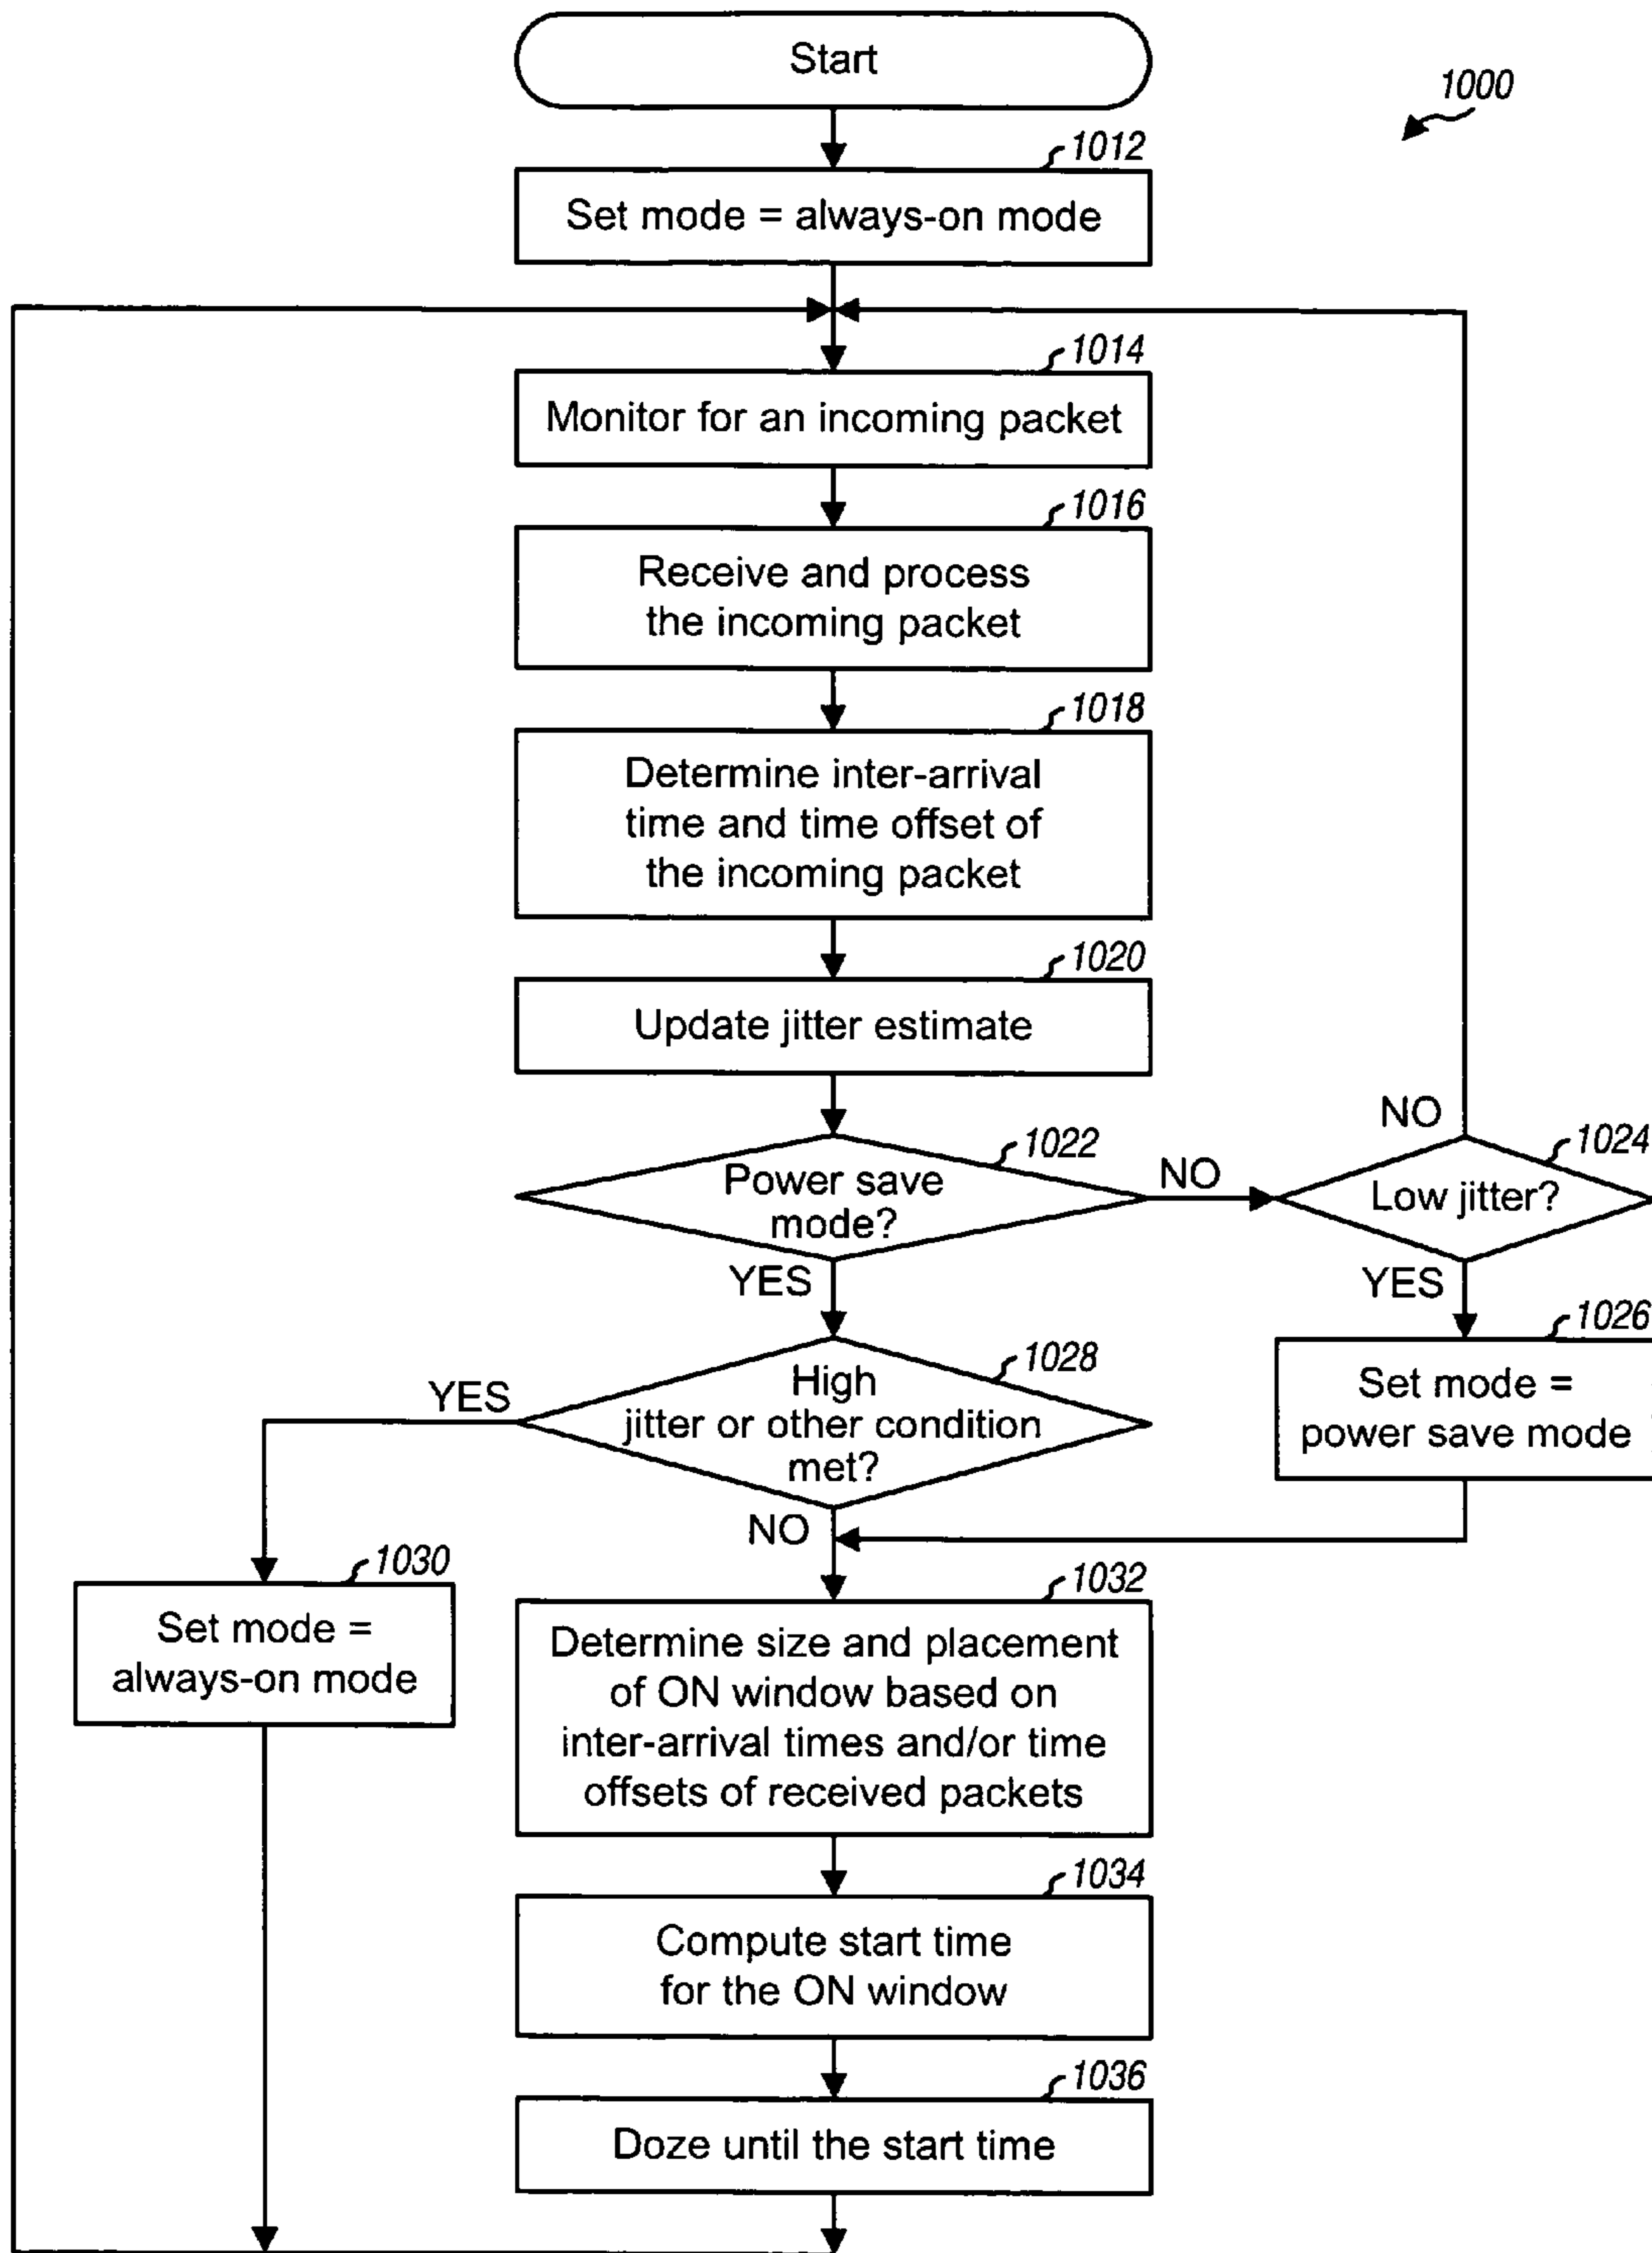 Start
1000
1012
Set mode = always-on mode
1014
Monitor for an incoming packet
1016
Receive and process
the incoming packet
1018
Determine inter-arrival
time and time offset of
the incoming packet
1020
Update jitter estimate
1022
Power save
mode?
NO
YES
1024
Low jitter?
NO
YES
1026
Set mode =
power save mode
1028
High
jitter or other condition
met?
YES
NO
1030
Set mode =
always-on mode
1032
Determine size and placement
of ON window based on
inter-arrival times and/or time
offsets of received packets
1034
Compute start time
for the ON window
1036
Doze until the start time